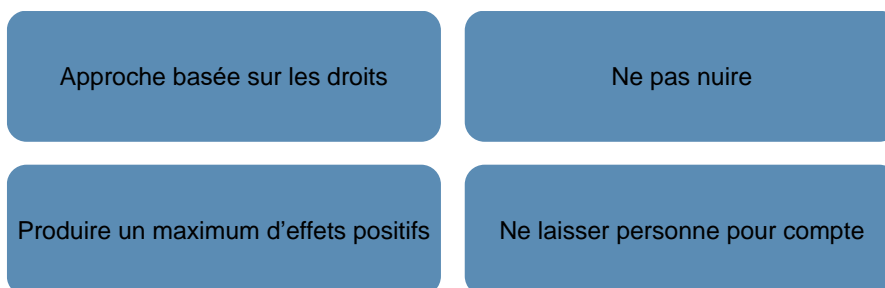 Approche basée sur les droits
Ne pas nuire
Produire un maximum d’effets positifs
Ne laisser personne pour compte